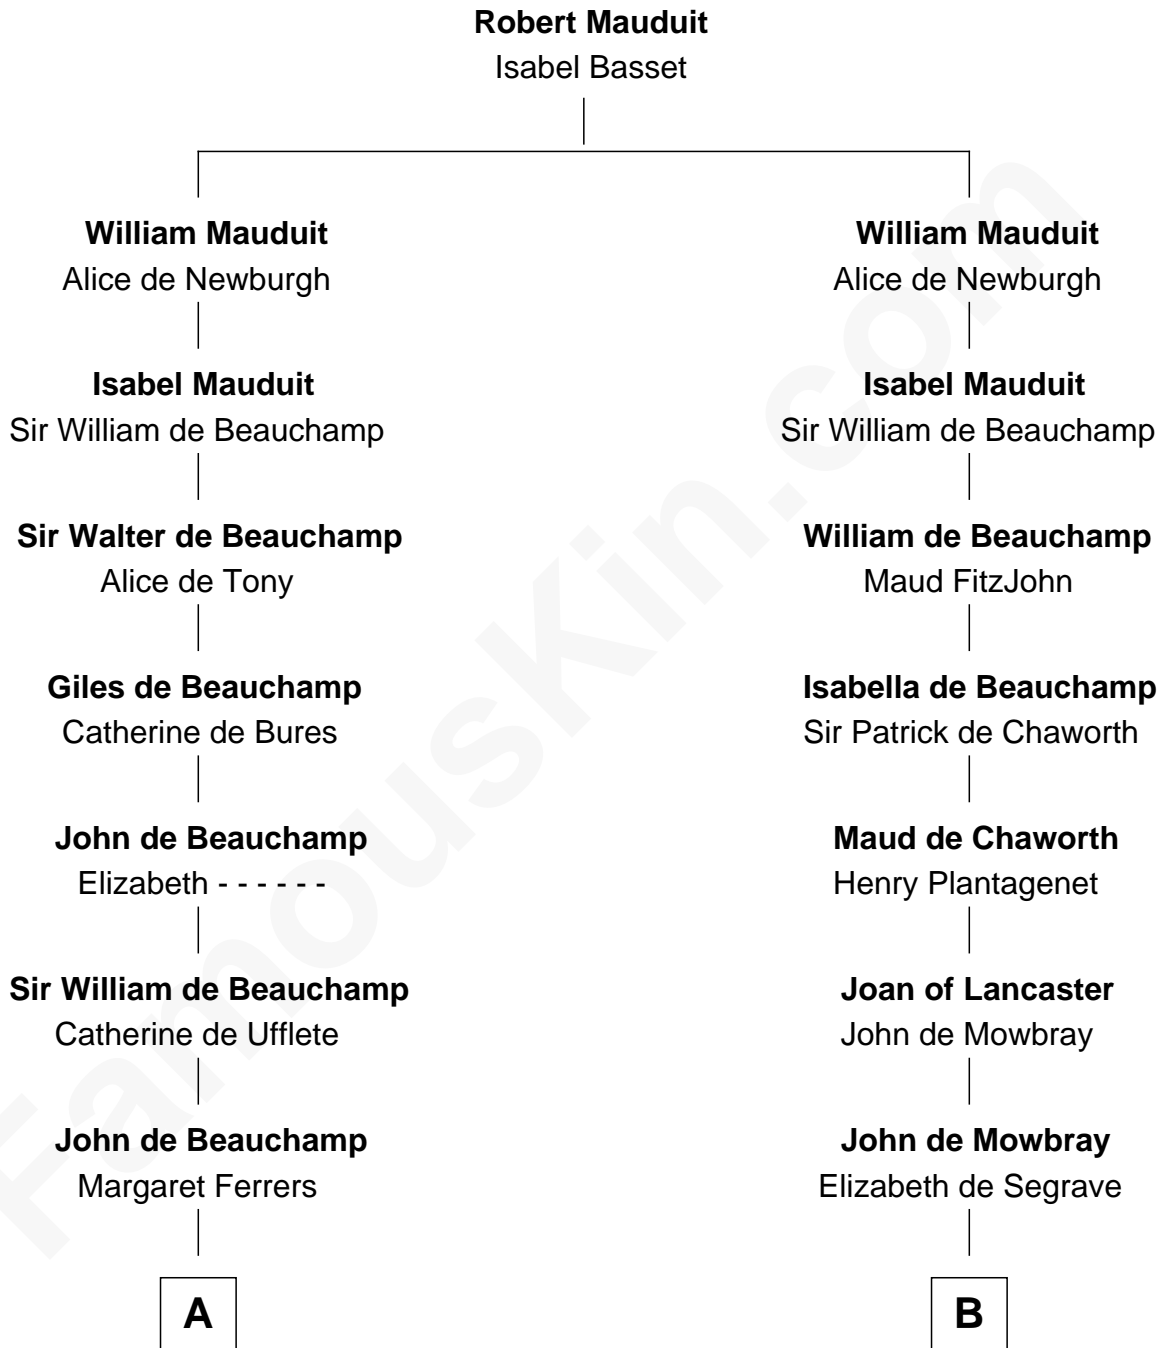 Robert Mauduit
Isabel Basset
William Mauduit
Alice de Newburgh
William Mauduit
Alice de Newburgh
Isabel Mauduit
Sir William de Beauchamp
Isabel Mauduit
Sir William de Beauchamp
Sir Walter de Beauchamp
Alice de Tony
William de Beauchamp
Maud FitzJohn
Giles de Beauchamp
Catherine de Bures
Isabella de Beauchamp
Sir Patrick de Chaworth
John de Beauchamp
Elizabeth - - - - - -
Maud de Chaworth
Henry Plantagenet
Sir William de Beauchamp
Catherine de Ufflete
Joan of Lancaster
John de Mowbray
John de Beauchamp
Margaret Ferrers
John de Mowbray
Elizabeth de Segrave
A
B
FamousKin.com